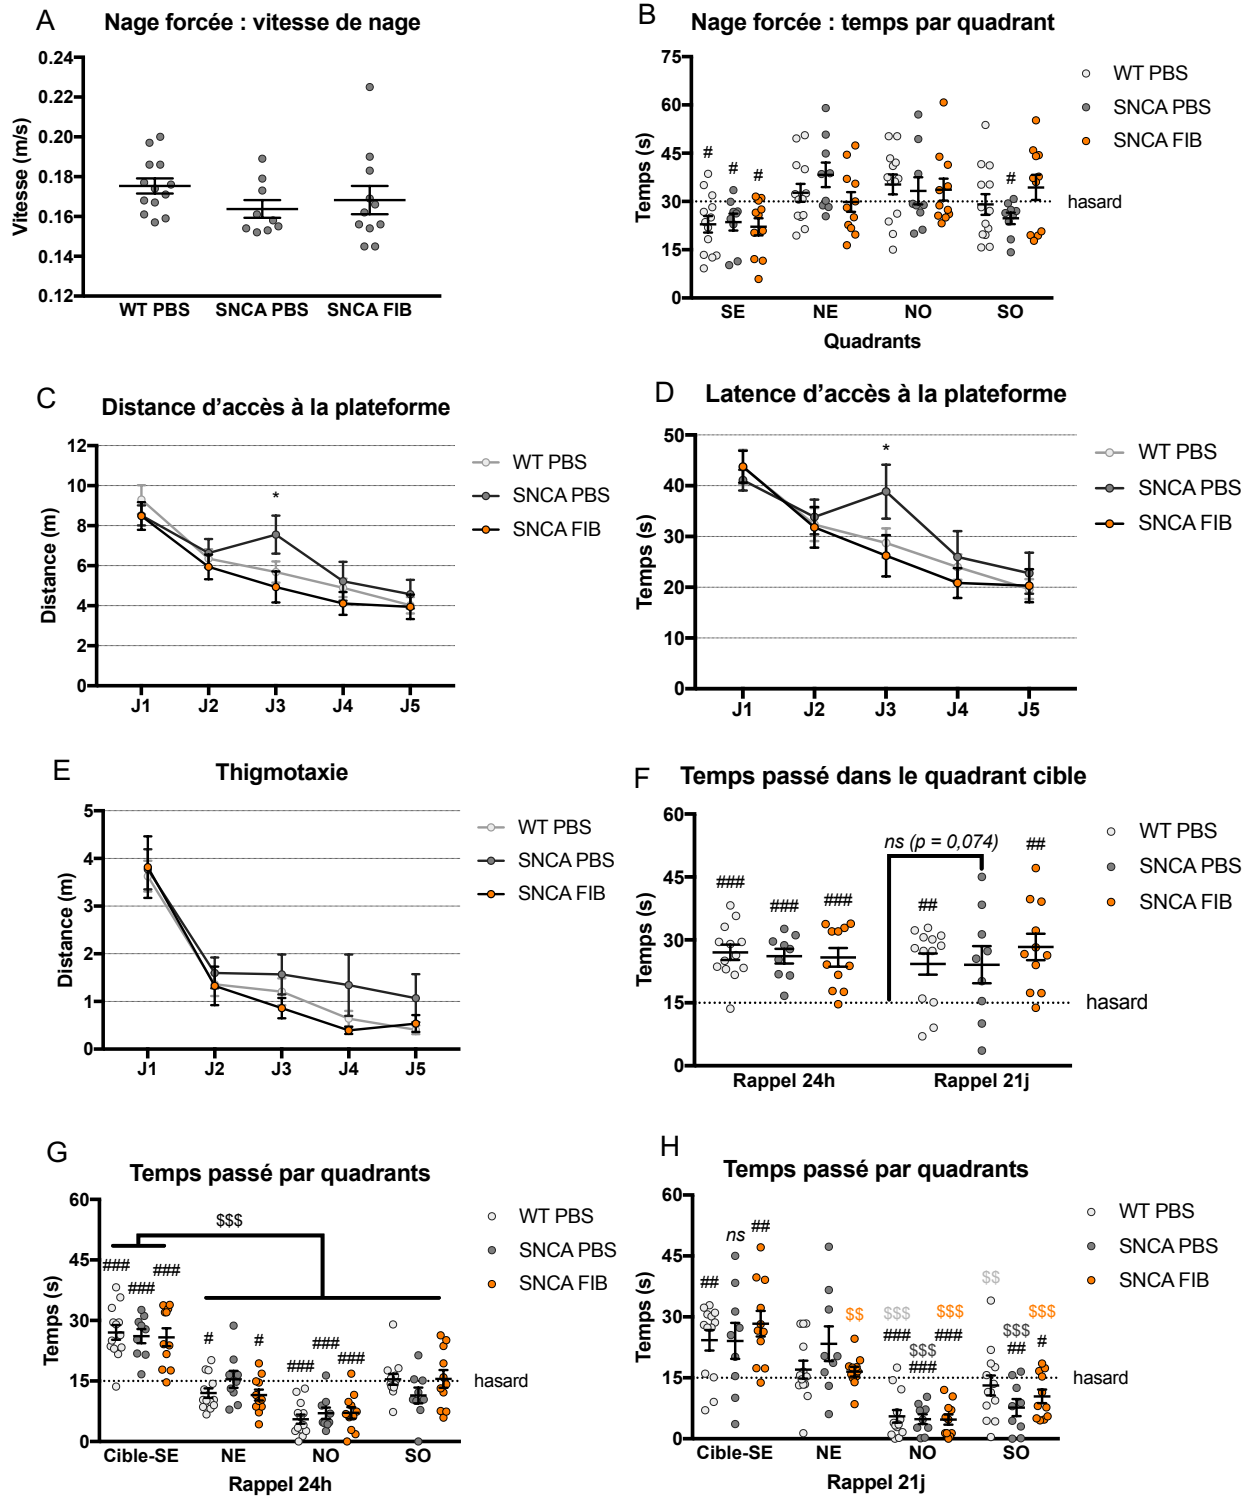 A
Nage forcée : vitesse de nage
Vitesse (m/s)
0.24
0.22
0.20
0.18
0.16
0.14
0.12
WT PBS
SNCA PBS
SNCA FIB
B
Nage forcée : temps par quadrant
Temps (s)
75
60
45
30
15
0
# # #
#
hasard
SE
NE
NO
SO
Quadrants
WT PBS
SNCA PBS
SNCA FIB
C
Distance d'accès à la plateforme
Distance (m)
12
10
8
6
4
2
0
*
J1
J2
J3
J4
J5
WT PBS
SNCA PBS
SNCA FIB
D
Latence d'accès à la plateforme
Temps (s)
50
40
30
20
10
0
*
J1
J2
J3
J4
J5
WT PBS
SNCA PBS
SNCA FIB
E
Thigmotaxie
Distance (m)
5
4
3
2
1
0
J1
J2
J3
J4
J5
WT PBS
SNCA PBS
SNCA FIB
F
Temps passé dans le quadrant cible
Temps (s)
60
45
30
15
0
### ### ###
ns (p = 0,074)
## ##
hasard
Rappel 24h
Rappel 21j
WT PBS
SNCA PBS
SNCA FIB
G
Temps passé par quadrants
Temps (s)
60
45
30
15
0
$$$
### ### ###
# #
### ### ###
hasard
Cible-SE
NE
NO
SO
Rappel 24h
WT PBS
SNCA PBS
SNCA FIB
H
Temps passé par quadrants
Temps (s)
60
45
30
15
0
## ns ##
$$
$$$ $$$ $$$
### ### ###
$$ $$$ $$$
## #
hasard
Cible-SE
NE
NO
SO
Rappel 21j
WT PBS
SNCA PBS
SNCA FIB